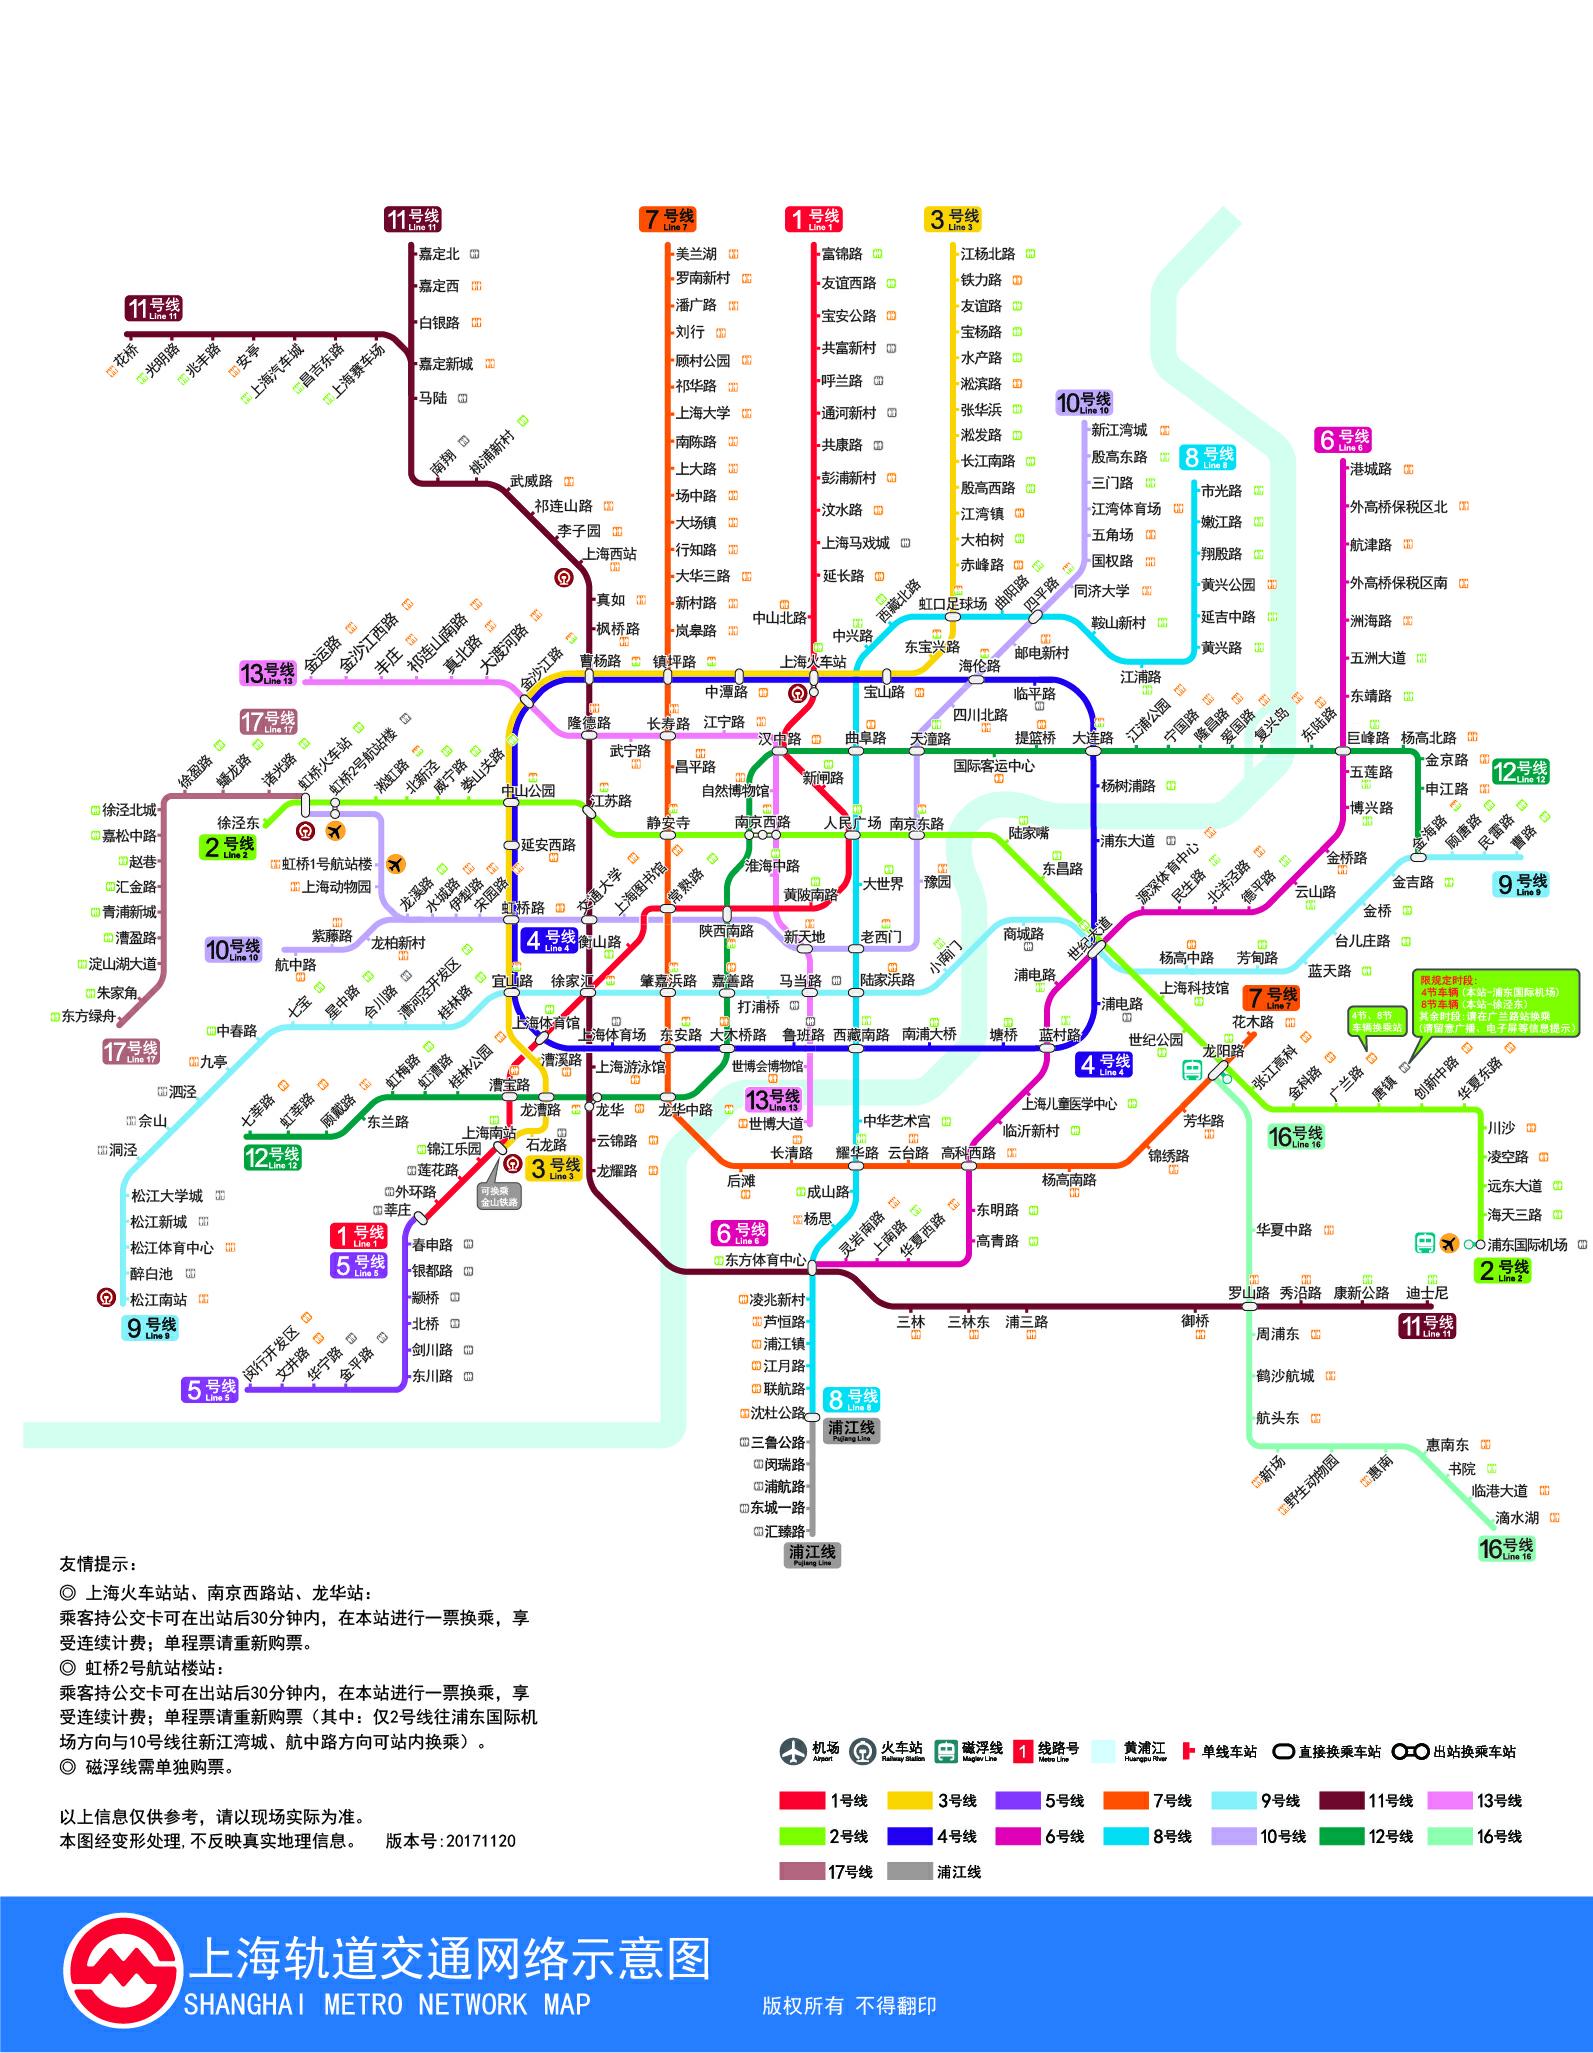 11号线
Line 11
7号线
Line 7
1号线
Line 1
3号线
Line 3
嘉定北
嘉定西
白银路
嘉定新城
马陆
南翔
桃浦新村
武威路
祁连山路
李子园
上海西站
真如
枫桥路
11号线
Line 11
花桥
光明路
兆丰路
安亭
上海汽车城
昌吉东路
上海赛车场
美兰湖
罗南新村
潘广路
刘行
顾村公园
祁华路
上海大学
南陈路
上大路
场中路
大场镇
行知路
大华三路
新村路
岚皋路
富锦路
友谊西路
宝安公路
共富新村
呼兰路
通河新村
共康路
彭浦新村
汶水路
上海马戏城
延长路
中山北路
江杨北路
铁力路
友谊路
宝杨路
水产路
淞滨路
张华浜
淞发路
长江南路
殷高西路
江湾镇
大柏树
赤峰路
虹口足球场
东宝兴路
10号线
Line 10
新江湾城
殷高东路
三门路
江湾体育场
五角场
国权路
同济大学
四平路
邮电新村
海伦路
四川北路
8号线
Line 8
市光路
嫩江路
翔殷路
黄兴公园
延吉中路
黄兴路
江浦路
鞍山新村
曲阳路
西藏北路
中兴路
6号线
Line 6
港城路
外高桥保税区北
航津路
外高桥保税区南
洲海路
五洲大道
东靖路
巨峰路
五莲路
博兴路
金桥路
云山路
德平路
北洋泾路
民生路
源深体育中心
13号线
Line 13
金运路
金沙江西路
丰庄
祁连山南路
真北路
大渡河路
金沙江路
曹杨路
镇坪路
中潭路
上海火车站
宝山路
临平路
隆德路
武宁路
长寿路
江宁路
汉中路
曲阜路
天潼路
国际客运中心
提篮桥
大连路
江浦公园
宁国路
隆昌路
爱国路
复兴岛
东陆路
杨高北路
金京路
申江路
12号线
Line 12
金海路
顾唐路
民雷路
曹路
9号线
Line 9
金吉路
金桥
台儿庄路
蓝天路
芳甸路
杨高中路
17号线
Line 17
徐盈路
蟠龙路
诸光路
虹桥火车站
虹桥2号航站楼
淞虹路
北新泾
威宁路
娄山关路
中山公园
江苏路
静安寺
南京西路
人民广场
南京东路
陆家嘴
东昌路
徐泾北城
嘉松中路
赵巷
汇金路
青浦新城
漕盈路
淀山湖大道
朱家角
东方绿舟
17号线
Line 17
徐泾东
2号线
Line 2
虹桥1号航站楼
上海动物园
龙溪路
水城路
伊犁路
宋园路
虹桥路
交通大学
上海图书馆
常熟路
陕西南路
10号线
Line 10
航中路
紫藤路
龙柏新村
延安西路
4号线
Line 4
昌平路
自然博物馆
新闸路
淮海中路
黄陂南路
大世界
豫园
新天地
老西门
衡山路
浦东大道
杨树浦路
世纪大道
商城路
小南门
浦电路
浦电路
上海科技馆
世纪公园
7号线
Line 7
花木路
龙阳路
七宝
星中路
合川路
漕河泾开发区
桂林路
宜山路
徐家汇
肇嘉浜路
嘉善路
打浦桥
马当路
陆家浜路
中春路
九亭
泗泾
佘山
洞泾
松江大学城
松江新城
松江体育中心
醉白池
松江南站
9号线
Line 9
上海体育馆
上海体育场
东安路
大木桥路
鲁班路
西藏南路
南浦大桥
塘桥
蓝村路
4号线
Line 4
上海游泳馆
漕溪路
漕宝路
龙漕路
龙华
龙华中路
世博会博物馆
13号线
Line 13
世博大道
虹梅路
虹漕路
桂林公园
七莘路
虹莘路
顾戴路
东兰路
12号线
Line 12
上海南站
石龙路
3号线
Line 3
可换乘
金山铁路
锦江乐园
莲花路
外环路
莘庄
1号线
Line 1
5号线
Line 5
春申路
银都路
颛桥
北桥
剑川路
东川路
金平路
华宁路
文井路
闵行开发区
5号线
Line 5
云锦路
龙耀路
后滩
长清路
耀华路
云台路
高科西路
杨高南路
锦绣路
芳华路
中华艺术宫
上海儿童医学中心
临沂新村
成山路
杨思
东方体育中心
6号线
Line 6
灵岩南路
上南路
华夏西路
东明路
高青路
限规定时段:
4节车辆(本站-浦东国际机场)
8节车辆(本站-徐泾东)
其余时段 请在广兰路站换乘
(请留意广播、电子屏等信息提示)
4节、8节
车辆换乘站
张江高科
金科路
广兰路
唐镇
创新中路
华夏东路
川沙
凌空路
远东大道
海天三路
浦东国际机场
2号线
Line 2
16号线
Line 16
华夏中路
罗山路
秀沿路
康新公路
迪士尼
11号线
Line 11
三林
三林东
浦三路
御桥
周浦东
鹤沙航城
航头东
新场
野生动物园
惠南
惠南东
书院
临港大道
滴水湖
16号线
Line 16
凌兆新村
芦恒路
浦江镇
江月路
联航路
沈杜公路
8号线
Line 8
浦江线
Pujiang Line
三鲁公路
闵瑞路
浦航路
东城一路
汇臻路
浦江线
Pujiang Line
友情提示：
◎ 上海火车站站、南京西路站、龙华站：
乘客持公交卡可在出站后30分钟内，在本站进行一票换乘，享
受连续计费；单程票请重新购票。
◎ 虹桥2号航站楼站：
乘客持公交卡可在出站后30分钟内，在本站进行一票换乘，享
受连续计费；单程票请重新购票（其中：仅2号线往浦东国际机
场方向与10号线往新江湾城、航中路方向可站内换乘）。
◎ 磁浮线需单独购票。
以上信息仅供参考，请以现场实际为准。
本图经变形处理,不反映真实地理信息。 版本号:20171120
机场
Airport
火车站
Railway Station
磁浮线
Maglev Line
1
线路号
Metro Line
黄浦江
Huangpu River
单线车站
直接换乘车站
出站换乘车站
1号线 3号线 5号线 7号线 9号线 11号线 13号线
2号线 4号线 6号线 8号线 10号线 12号线 16号线
17号线 浦江线
上海轨道交通网络示意图
SHANGHAI METRO NETWORK MAP
版权所有 不得翻印